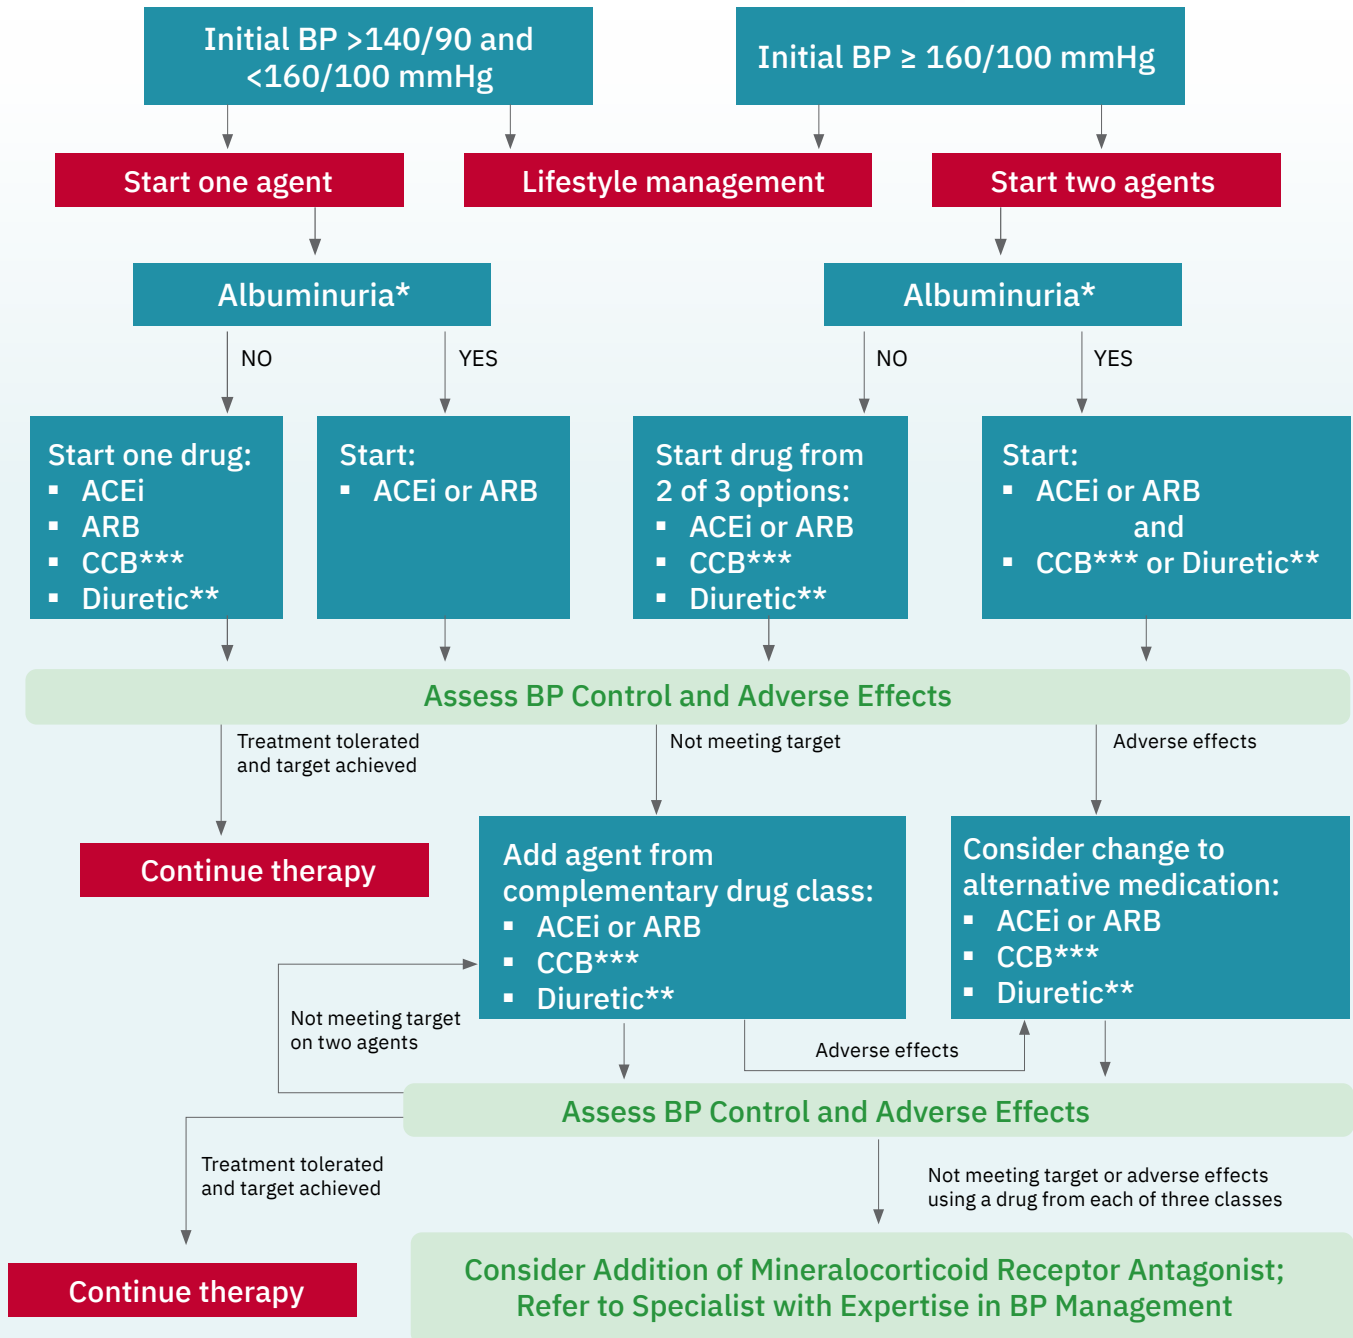 Initial BP >140/90 and
<160/100 mmHg
Initial BP ≥ 160/100 mmHg
Start one agent
Lifestyle management
Start two agents
Albuminuria*
Albuminuria*
NO
YES
NO
YES
Start one drug:
▪ ACEi
▪ ARB
▪ CCB***
▪ Diuretic**
Start:
▪ ACEi or ARB
Start drug from
2 of 3 options:
▪ ACEi or ARB
▪ CCB***
▪ Diuretic**
Start:
▪ ACEi or ARB
and
▪ CCB*** or Diuretic**
Assess BP Control and Adverse Effects
Treatment tolerated
and target achieved
Not meeting target
Adverse effects
Continue therapy
Add agent from
complementary drug class:
▪ ACEi or ARB
▪ CCB***
▪ Diuretic**
Consider change to
alternative medication:
▪ ACEi or ARB
▪ CCB***
▪ Diuretic**
Not meeting target
on two agents
Adverse effects
Assess BP Control and Adverse Effects
Treatment tolerated
and target achieved
Not meeting target or adverse effects
using a drug from each of three classes
Continue therapy
Consider Addition of Mineralocorticoid Receptor Antagonist;
Refer to Specialist with Expertise in BP Management